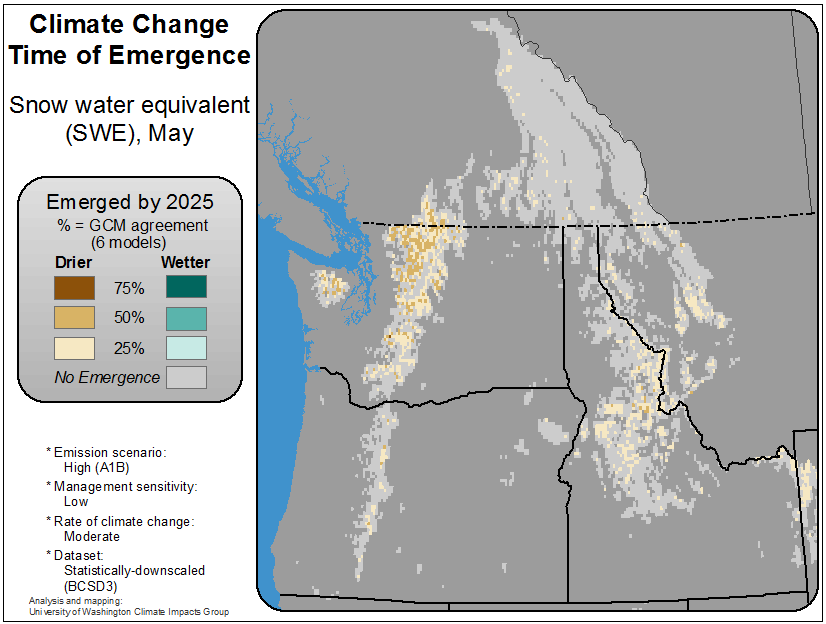 Climate Change
Time of Emergence
Snow water equivalent
(SWE), May
Emerged by 2025
% = GCM agreement
(6 models)
Drier Wetter
75%
50%
25%
No Emergence
* Emission scenario:
High (A1B)
* Management sensitivity:
Low
* Rate of climate change:
Moderate
* Dataset:
Statistically-downscaled
(BCSD3)
Analysis and mapping:
University of Washington Climate Impacts Group